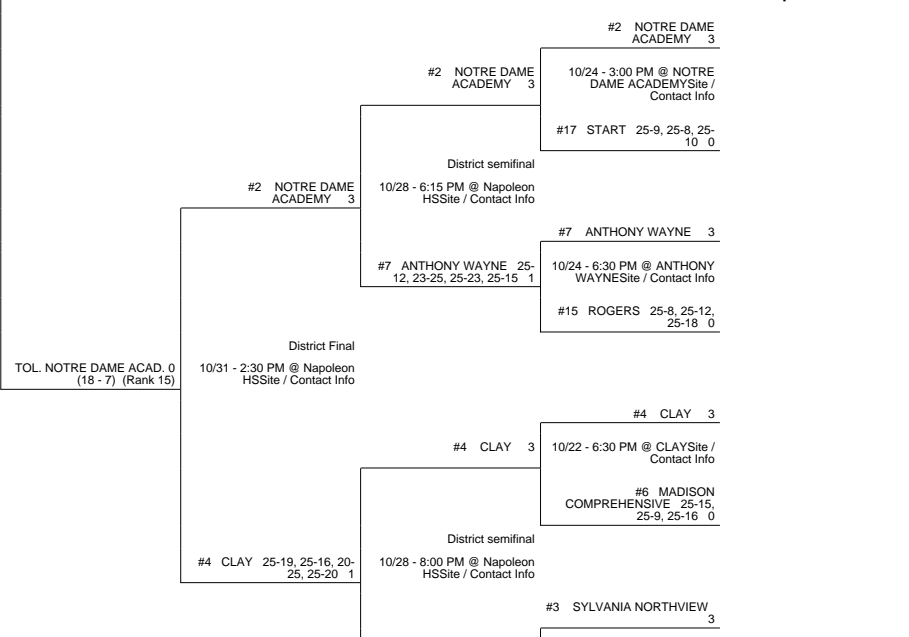 #2 NOTRE DAME
ACADEMY 3
#2 NOTRE DAME
ACADEMY 3
10/24 - 3:00 PM @ NOTRE
DAME ACADEMYSite /
Contact Info
#17 START 25-9, 25-8, 25-
10 0
District semifinal
#2 NOTRE DAME
ACADEMY 3
10/28 - 6:15 PM @ Napoleon
HSSite / Contact Info
#7 ANTHONY WAYNE 3
#7 ANTHONY WAYNE 25-
12, 23-25, 25-23, 25-15 1
10/24 - 6:30 PM @ ANTHONY
WAYNESite / Contact Info
#15 ROGERS 25-8, 25-12,
25-18 0
District Final
TOL. NOTRE DAME ACAD. 0
(18 - 7) (Rank 15)
10/31 - 2:30 PM @ Napoleon
HSSite / Contact Info
#4 CLAY 3
#4 CLAY 3
10/22 - 6:30 PM @ CLAYSite /
Contact Info
#6 MADISON
COMPREHENSIVE 25-15,
25-9, 25-16 0
District semifinal
#4 CLAY 25-19, 25-16, 20-
25, 25-20 1
10/28 - 8:00 PM @ Napoleon
HSSite / Contact Info
#3 SYLVANIA NORTHVIEW
3